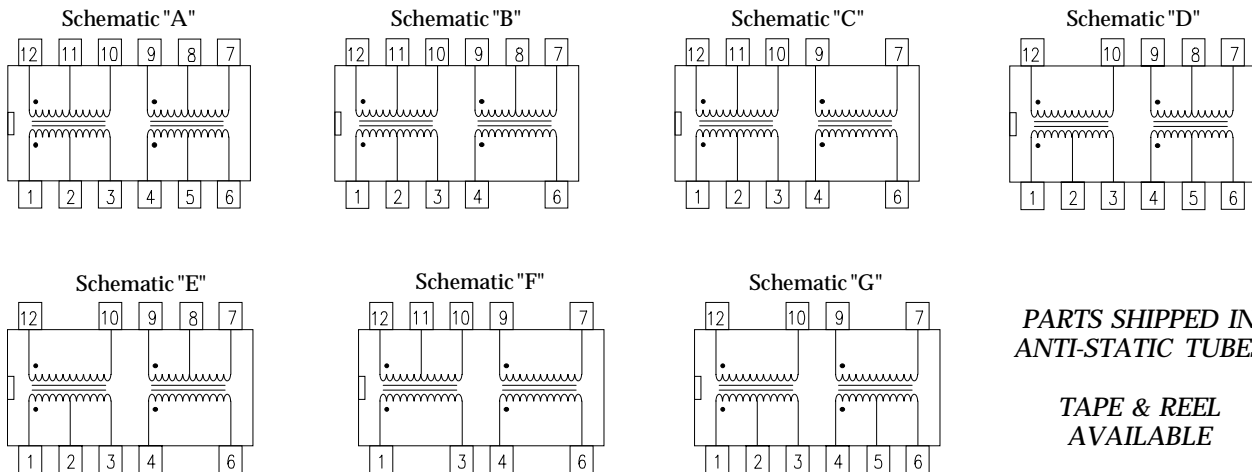 Schematic "A"
Schematic "B"
Schematic "C"
Schematic "D"
12 11 10 9 8 7
12 11 10 9 8 7
12 11 10 9 7
12 10 9 8 7
1 2 3 4 5 6
1 2 3 4 6
1 2 3 4 6
1 2 3 4 5 6
Schematic "E"
Schematic "F"
Schematic "G"
12 10 9 8 7
12 11 10 9 7
12 10 9 7
1 2 3 4 6
1 3 4 6
1 2 3 4 5 6
PARTS SHIPPED IN
ANTI-STATIC TUBES
TAPE & REEL
AVAILABLE